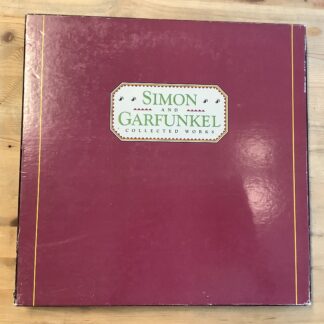 SIMON
AND
GARFUNKEL
COLLECTED WORKS